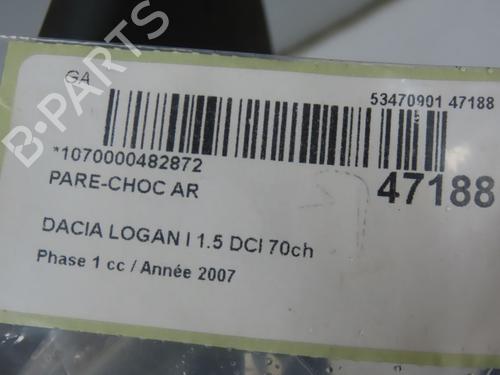 GA
53470901 47188
*1070000482872
47188
PARE-CHOC AR
DACIA LOGAN I 1.5 DCI 70ch
Phase 1 cc / Année 2007
B-PARTS